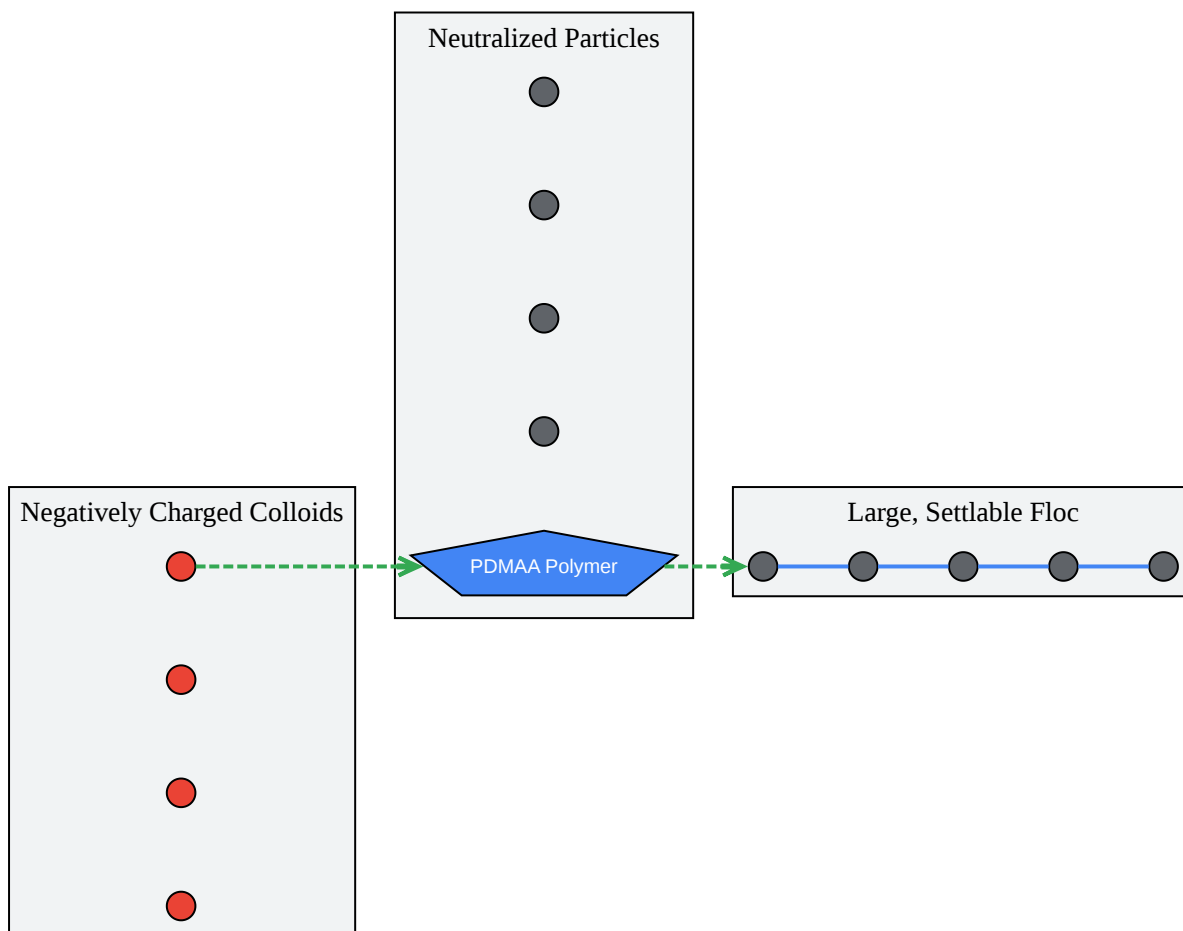 Neutralized Particles
Negatively Charged Colloids
PDMAA Polymer
Large, Settlable Floc